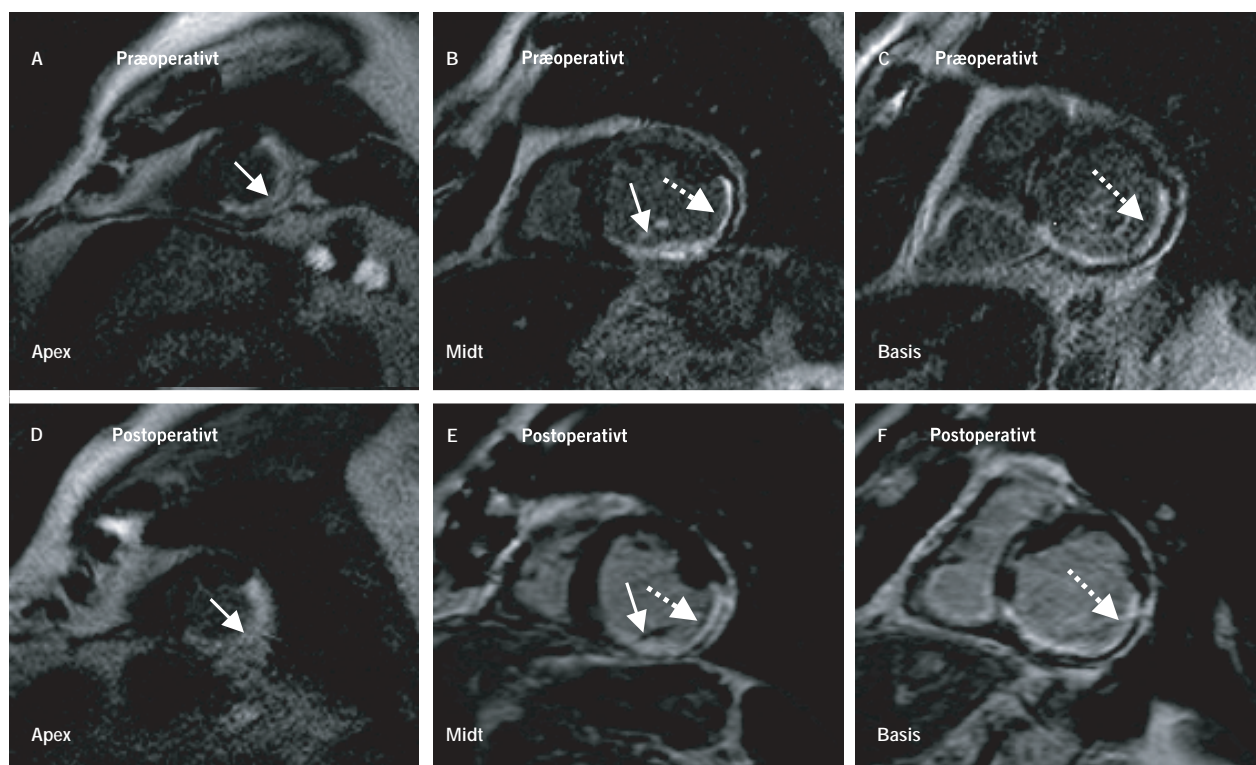 A Præoperativt
Apex
B Præoperativt
Midt
C Præoperativt
Basis
D Postoperativt
Apex
E Postoperativt
Midt
F Postoperativt
Basis